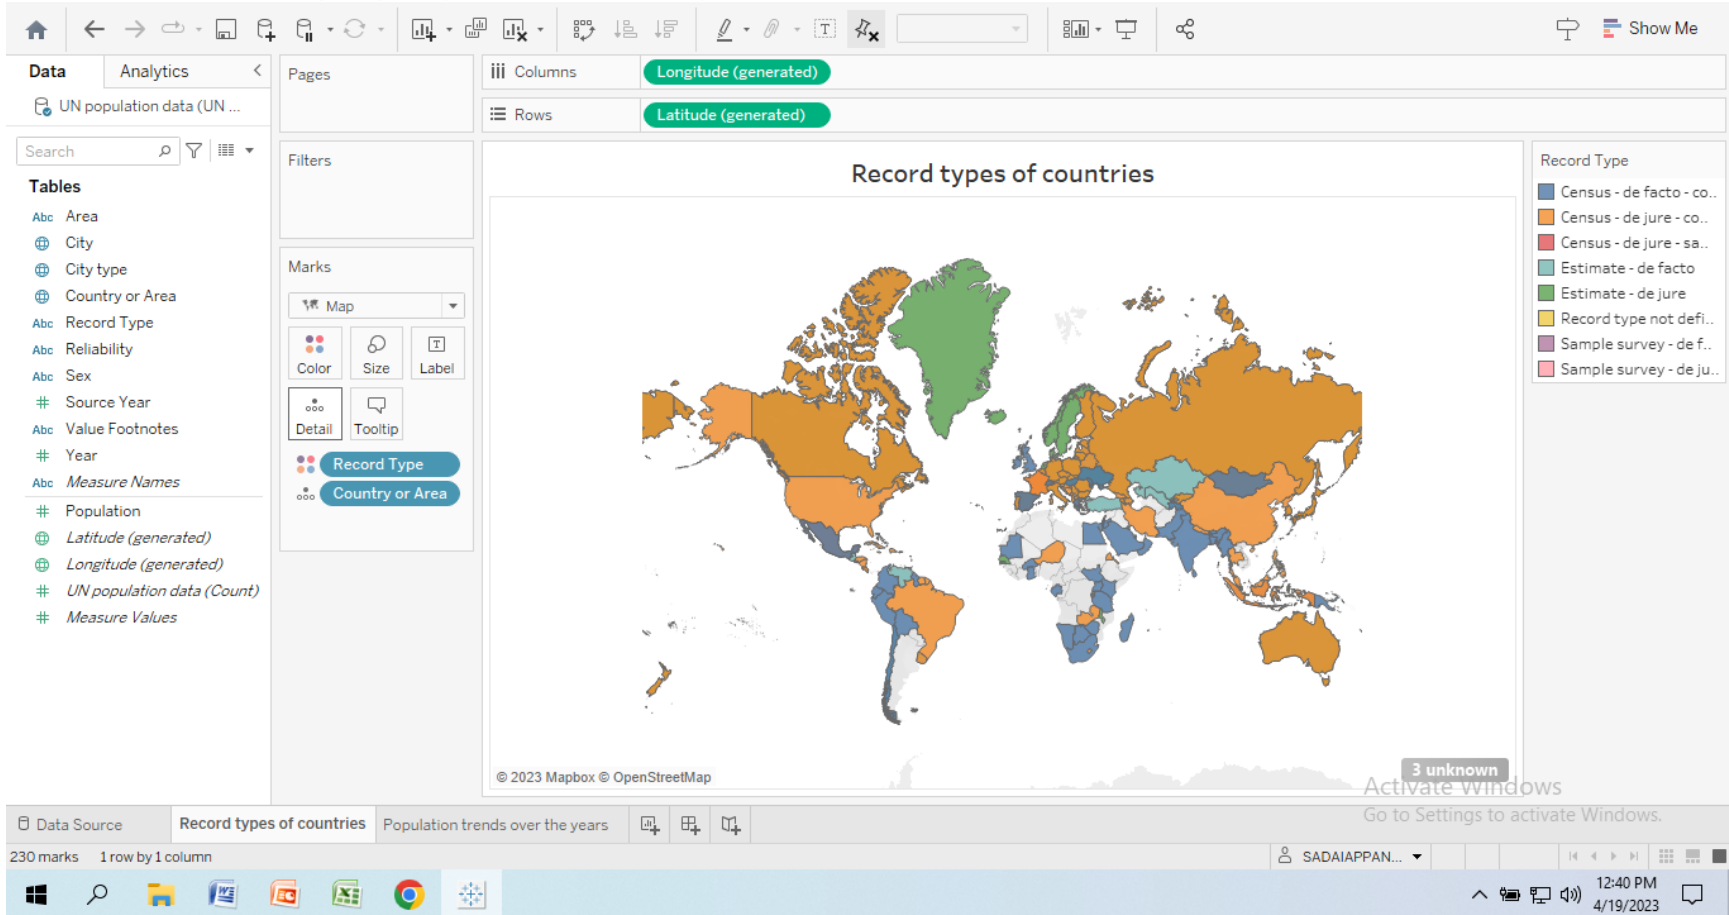 Show Me
Data
Analytics
UN population data (UN ...
Search
Tables
Abc Area
City
City type
Country or Area
Abc Record Type
Abc Reliability
Abc Sex
# Source Year
Abc Value Footnotes
# Year
Abc Measure Names
# Population
Latitude (generated)
Longitude (generated)
# UN population data (Count)
# Measure Values
Pages
Filters
Marks
Map
Color
Size
T
Label
Detail
Tooltip
Record Type
Country or Area
Columns
Longitude (generated)
Rows
Latitude (generated)
Record types of countries
© 2023 Mapbox © OpenStreetMap
3 unknown
Record Type
Census - de facto - co..
Census - de jure - co..
Census - de jure - sa..
Estimate - de facto
Estimate - de jure
Record type not defi..
Sample survey - de f..
Sample survey - de ju..
Activate Windows
Go to Settings to activate Windows.
Data Source
Record types of countries
Population trends over the years
230 marks
1 row by 1 column
SADAIAPPAN...
12:40 PM
4/19/2023